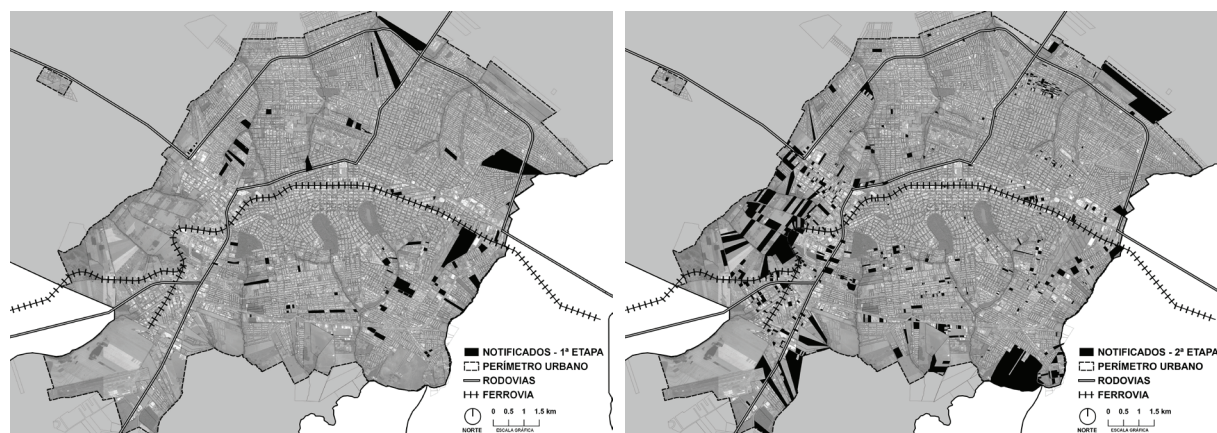 NOTIFICADOS - 1ª ETAPA
PERÍMETRO URBANO
RODOVIAS
FERROVIA
0 0.5 1 1.5 km
NORTE
ESCALA GRÁFICA
NOTIFICADOS - 2ª ETAPA
PERÍMETRO URBANO
RODOVIAS
FERROVIA
0 0.5 1 1.5 km
NORTE
ESCALA GRÁFICA